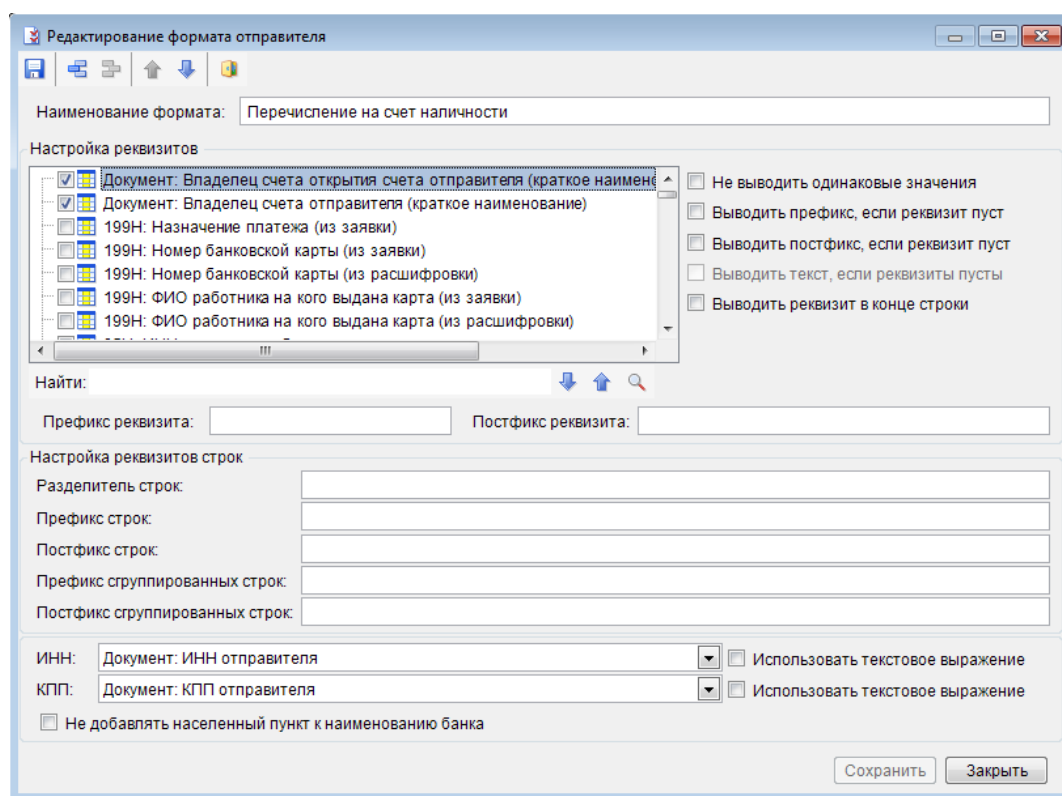 Редактирование формата отправителя
Наименование формата: Перечисление на счет наличности
Настройка реквизитов
Документ: Владелец счета открытия счета отправителя (краткое наимено
Документ: Владелец счета отправителя (краткое наименование)
199Н: Назначение платежа (из заявки)
199Н: Номер банковской карты (из заявки)
199Н: Номер банковской карты (из расшифровки)
199Н: ФИО работника на кого выдана карта (из заявки)
199Н: ФИО работника на кого выдана карта (из расшифровки)
Не выводить одинаковые значения
Выводить префикс, если реквизит пуст
Выводить постфикс, если реквизит пуст
Выводить текст, если реквизиты пусты
Выводить реквизит в конце строки
Найти:
Префикс реквизита: Постфикс реквизита:
Настройка реквизитов строк
Разделитель строк:
Префикс строк:
Постфикс строк:
Префикс сгруппированных строк:
Постфикс сгруппированных строк:
ИНН: Документ: ИНН отправителя Использовать текстовое выражение
КПП: Документ: КПП отправителя Использовать текстовое выражение
Не добавлять населенный пункт к наименованию банка
Сохранить Закрыть